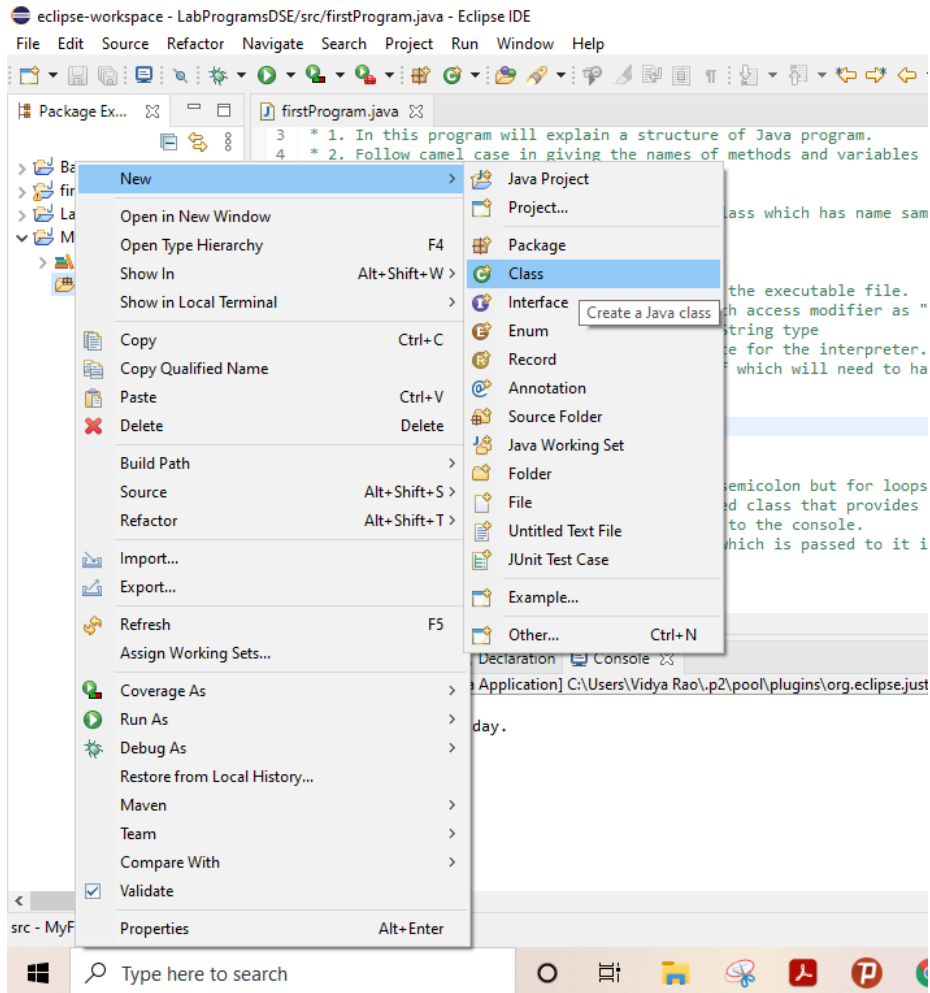 eclipse-workspace - LabProgramsDSE/src/firstProgram.java - Eclipse IDE
File Edit Source Refactor Navigate Search Project Run Window Help
Package Ex... firstProgram.java
3 * 1. In this program will explain a structure of Java program.
4 * 2. Follow camel case in giving the names of methods and variables
Ba
fir
La
M
New >
Open in New Window
Open Type Hierarchy F4
Show In Alt+Shift+W >
Show in Local Terminal >
Copy Ctrl+C
Copy Qualified Name
Paste Ctrl+V
Delete Delete
Build Path >
Source Alt+Shift+S >
Refactor Alt+Shift+T >
Import...
Export...
Refresh F5
Assign Working Sets...
Coverage As >
Run As >
Debug As >
Restore from Local History...
Maven >
Team >
Compare With >
Validate
Properties Alt+Enter
Java Project
Project...
Package
Class
Interface
Enum
Record
Annotation
Source Folder
Java Working Set
Folder
File
Untitled Text File
JUnit Test Case
Example...
Other... Ctrl+N
Create a Java class
lass which has name sam
the executable file.
h access modifier as "
tring type
e for the interpreter.
which will need to ha
emicolon but for loops
d class that provides
to the console.
hich is passed to it i
Declaration Console
Application] C:\Users\Vidya Rao\.p2\pool\plugins\org.eclipse.just
day.
src - MyF
Type here to search